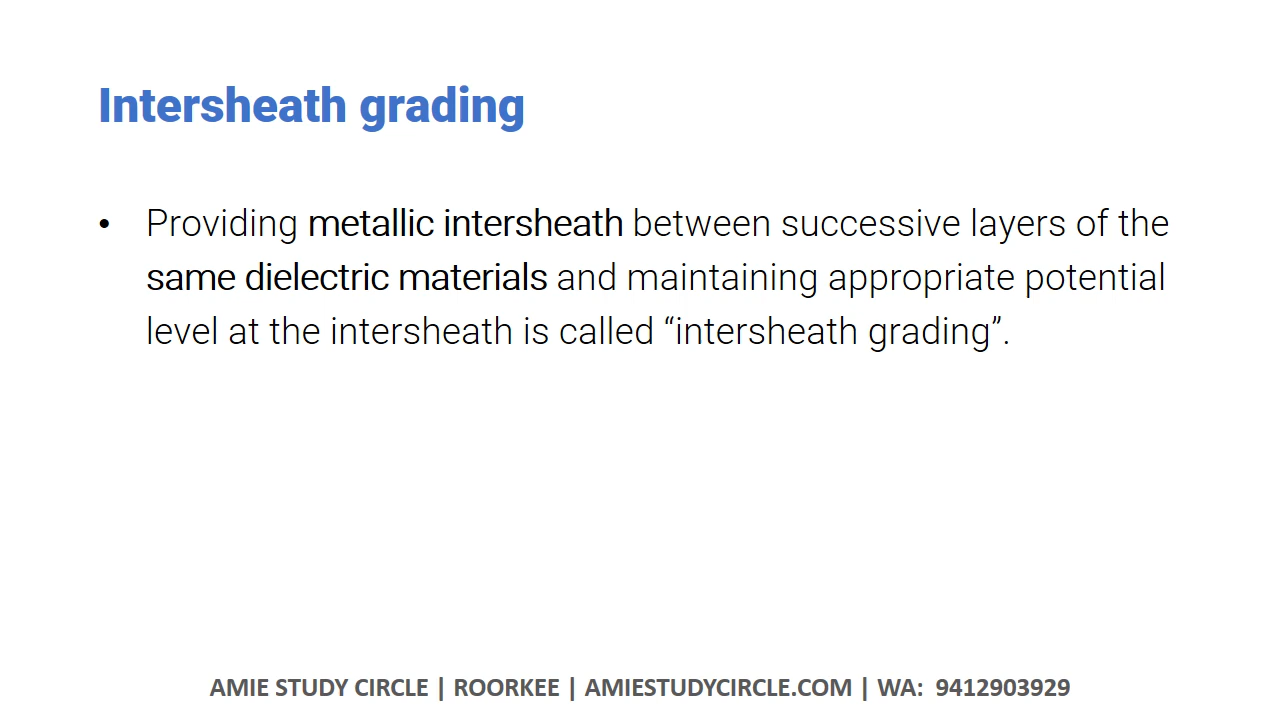 Intersheath grading
• Providing metallic intersheath between successive layers of the
same dielectric materials and maintaining appropriate potential
level at the intersheath is called “intersheath grading”.
AMIE STUDY CIRCLE | ROORKEE | AMIESTUDYCIRCLE.COM | WA: 9412903929